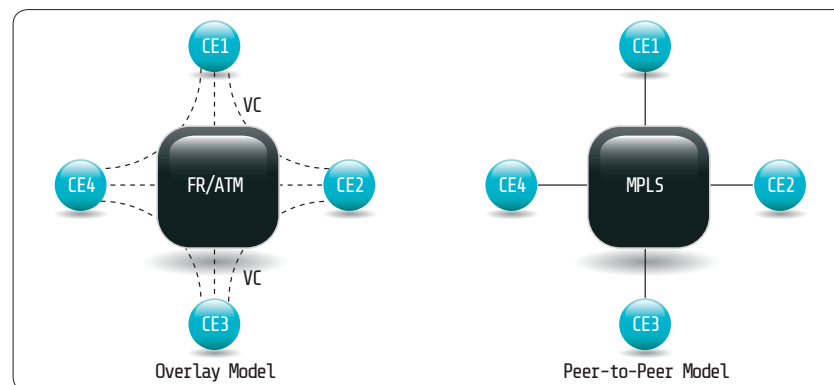 CE1
VC
CE4
FR/ATM
CE2
VC
CE3
Overlay Model
CE1
CE4
MPLS
CE2
CE3
Peer-to-Peer Model